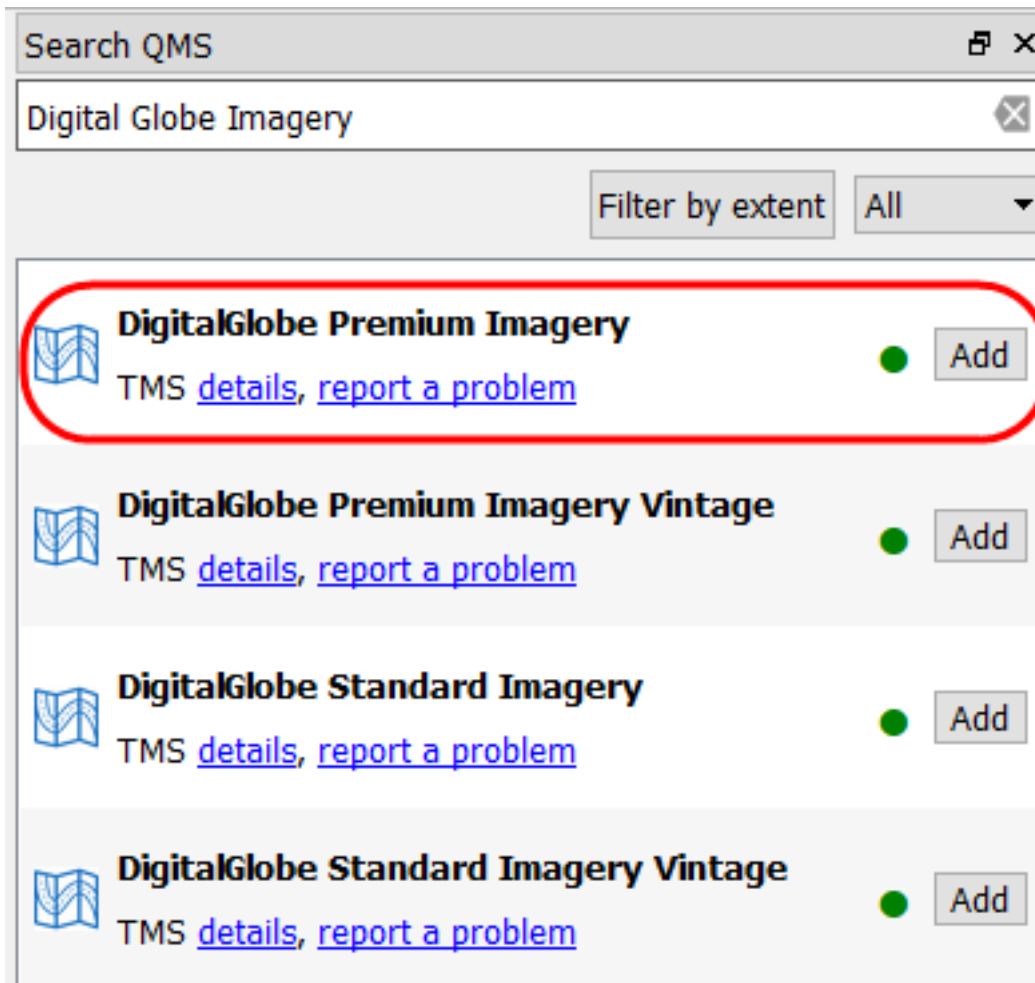 Search QMS
Digital Globe Imagery
Filter by extent All
DigitalGlobe Premium Imagery
TMS details, report a problem
Add
DigitalGlobe Premium Imagery Vintage
TMS details, report a problem
Add
DigitalGlobe Standard Imagery
TMS details, report a problem
Add
DigitalGlobe Standard Imagery Vintage
TMS details, report a problem
Add